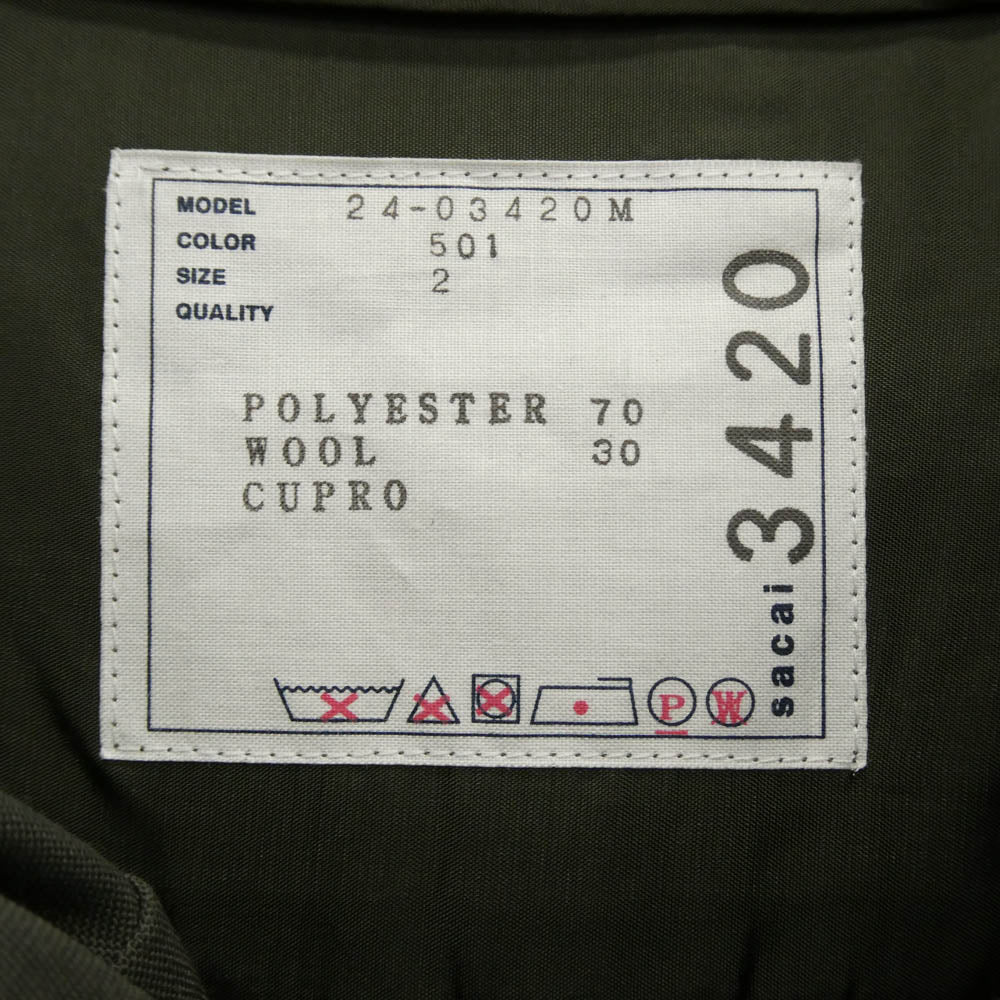 MODEL 24-03420M
COLOR 501
SIZE 2
QUALITY
POLYESTER 70
WOOL 30
CUPRO
P W
sacai 3420